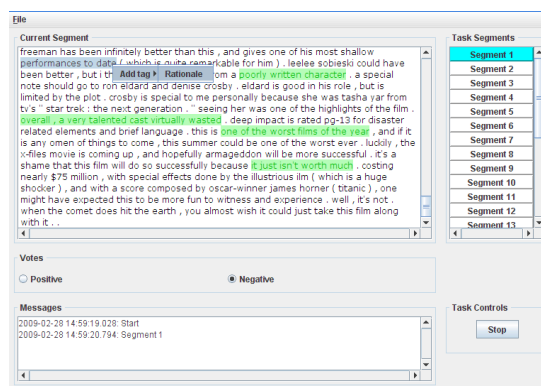 File
Current Segment
freeman has been infinitely better than this , and gives one of his most shallow
performances to date ( which is quite remarkable for him ) . leelee sobieski could have
been better , but i th
Add tag
Rationale
om a poorly written character . a special
note should go to ron eldard and denise crosby . eldard is good in his role , but is
limited by the plot . crosby is special to me personally because she was tasha yar from
tv's " star trek : the next generation . " seeing her was one of the highlights of the film .
overall , a very talented cast virtually wasted . deep impact is rated pg-13 for disaster
related elements and brief language . this is one of the worst films of the year , and if it
is any omen of things to come , this summer could be one of the worst ever . luckily , the
x-files movie is coming up , and hopefully armageddon will be more successful . it's a
shame that this film will do so successfully because it just isn't worth much . costing
nearly $75 million , with special effects done by the illustrious ilm ( which is a huge
shocker ) , and with a score composed by oscar-winner james horner ( titanic ) , one
might have expected this to be more fun to witness and experience . well , it's not .
when the comet does hit the earth , you almost wish it could just take this film along
with it . .
Task Segments
Segment 1
Segment 2
Segment 3
Segment 4
Segment 5
Segment 6
Segment 7
Segment 8
Segment 9
Segment 10
Segment 11
Segment 12
Segment 13
Votes
Positive
Negative
Messages
2009-02-28 14:59:19.028: Start
2009-02-28 14:59:20.794: Segment 1
Task Controls
Stop